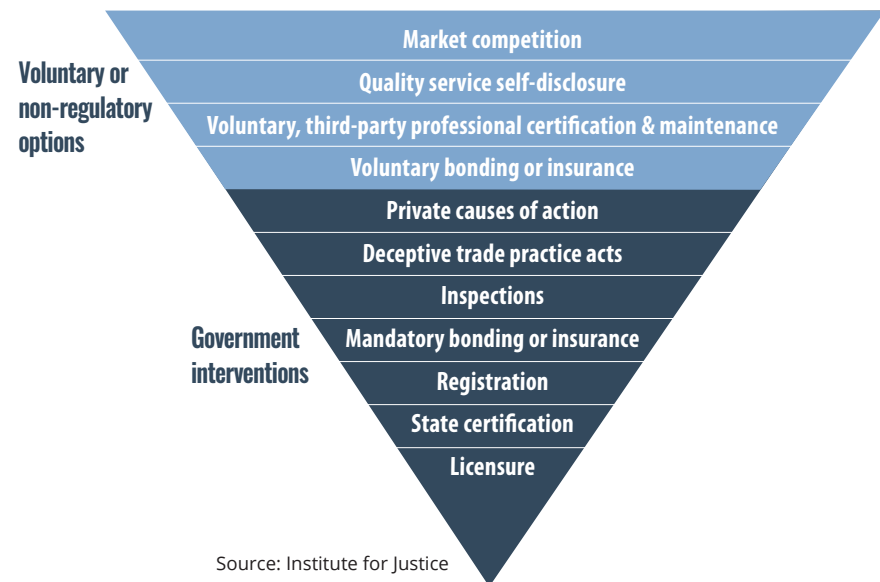 Market competition
Voluntary or
non-regulatory
options
Quality service self-disclosure
Voluntary, third-party professional certification & maintenance
Voluntary bonding or insurance
Private causes of action
Deceptive trade practice acts
Inspections
Government
interventions
Mandatory bonding or insurance
Registration
State certification
Licensure
Source: Institute for Justice